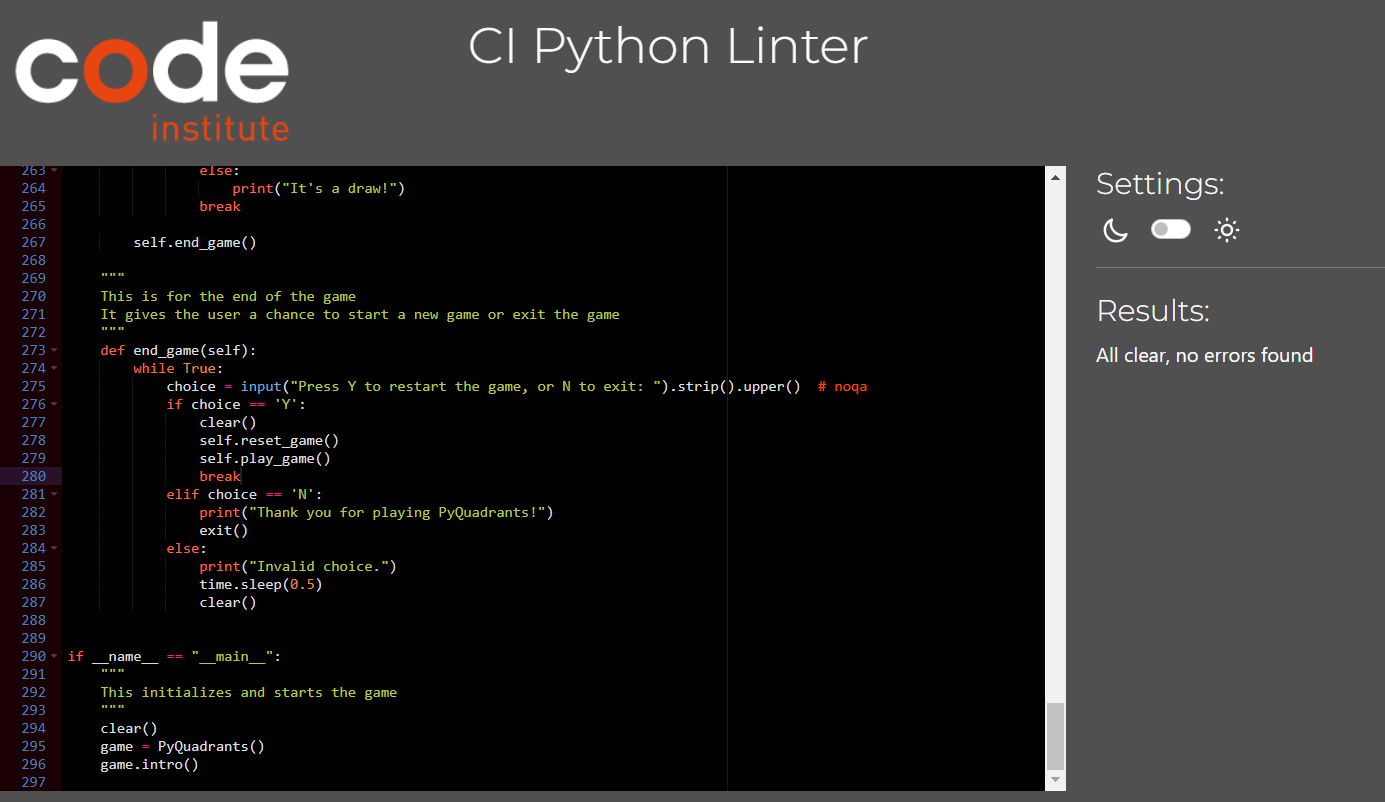 code
institute
CI Python Linter
263 else:
264 print("It's a draw!")
265 break
266
267 self.end_game()
268
269 """
270 This is for the end of the game
271 It gives the user a chance to start a new game or exit the game
272 """
273 def end_game(self):
274 while True:
275 choice = input("Press Y to restart the game, or N to exit: ").strip().upper()  # noqa
276 if choice == 'Y':
277 clear()
278 self.reset_game()
279 self.play_game()
280 break
281 elif choice == 'N':
282 print("Thank you for playing PyQuadrants!")
283 exit()
284 else:
285 print("Invalid choice.")
286 time.sleep(0.5)
287 clear()
288
289
290 if __name__ == "__main__":
291 """
292 This initializes and starts the game
293 """
294 clear()
295 game = PyQuadrants()
296 game.intro()
297
Settings:
Results:
All clear, no errors found